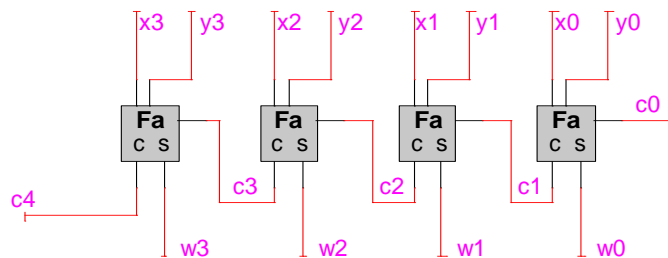 x3 y3 x2 y2 x1 y1 x0 y0
Fa Fa Fa Fa c0
C S C S C S C S
c4 c3 c2 c1
w3 w2 w1 w0